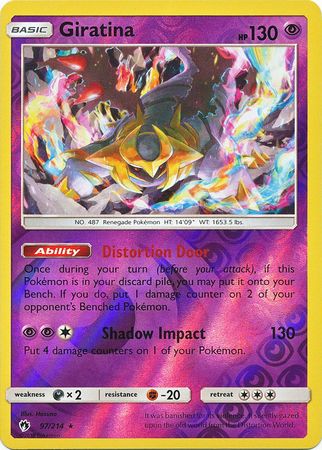 BASIC
Giratina
HP 130
NO. 487 Renegade Pokémon HT: 14'09" WT: 1653.5 lbs.
Ability Distortion Door
Once during your turn (before your attack), if this
Pokémon is in your discard pile, you may put it onto your
Bench. If you do, put 1 damage counter on 2 of your
opponent's Benched Pokémon.
Shadow Impact 130
Put 4 damage counters on 1 of your Pokémon.
weakness ×2 resistance -20 retreat
Illus. Hasuno
97/214 ★
It was banished for its violence. It silently gazed
upon the old world from the Distortion World.